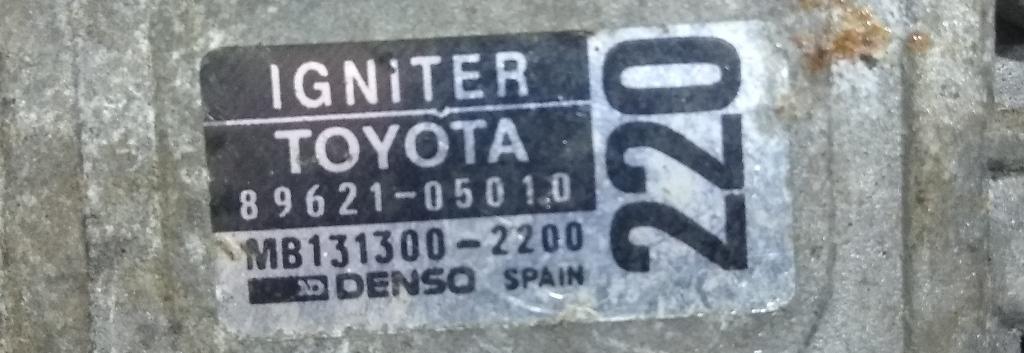 IGNiTER
TOYOTA
89621-05010
MB131300-2200
DENSO SPAIN
220